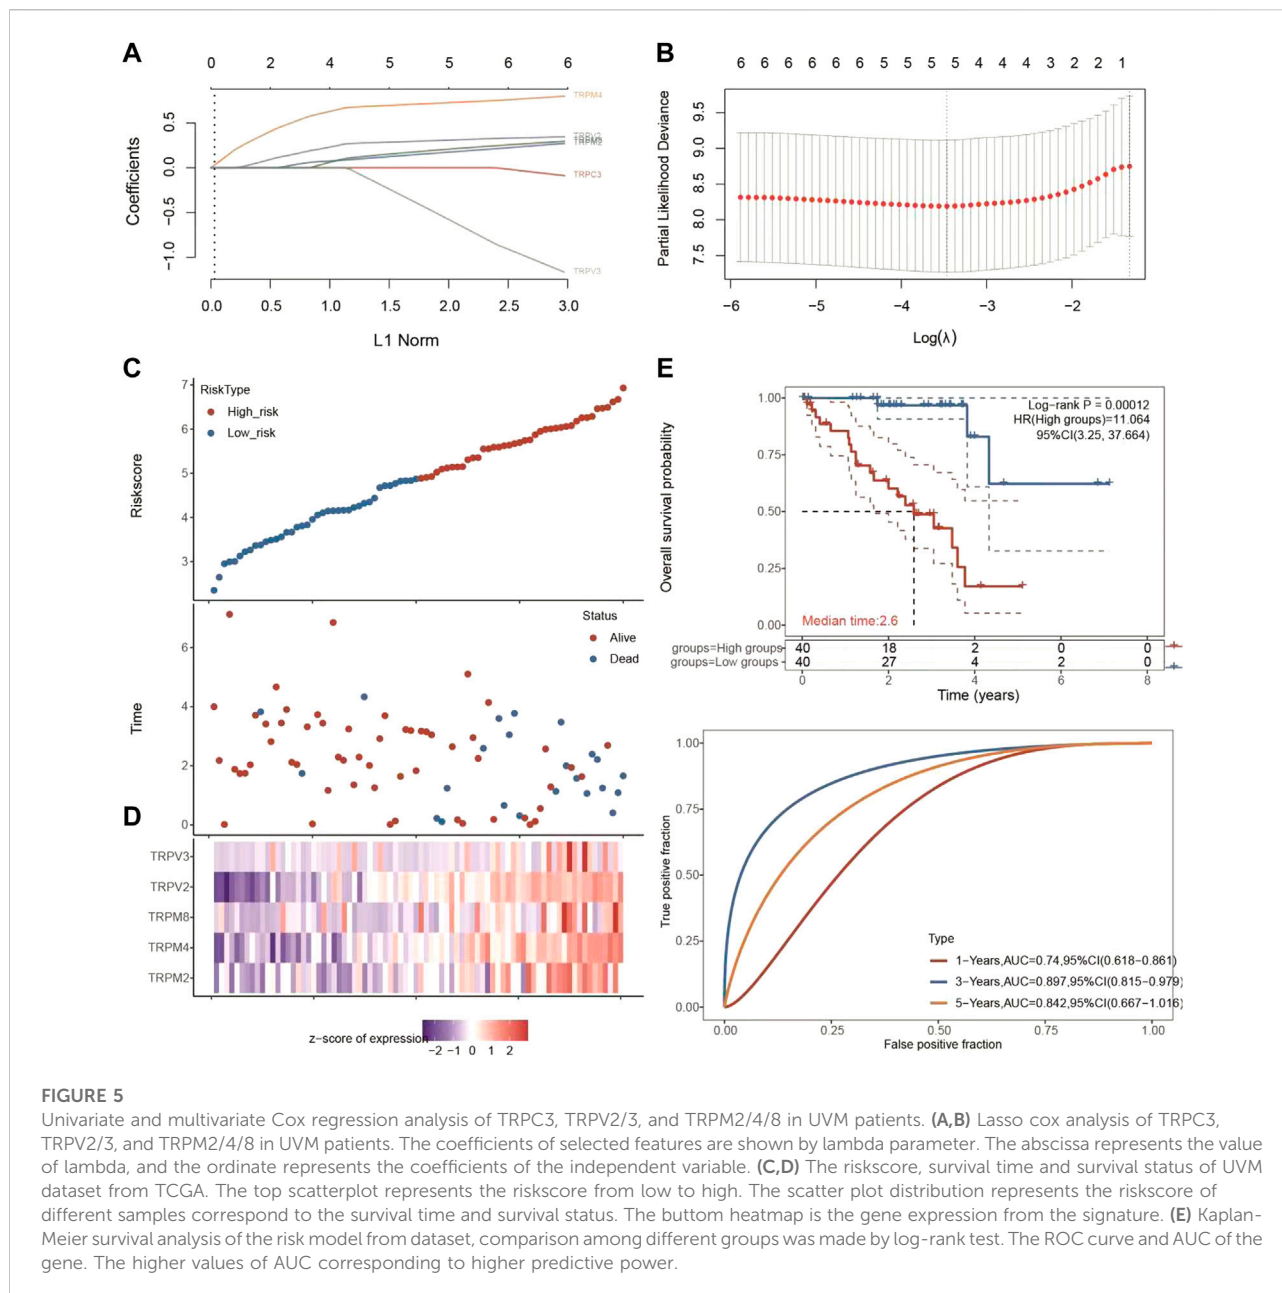 A
0 2 4 5 6 6
Coefficients
0.5
0.0
−0.5
−1.0
TRPM4
TRPM2
TRPC3
TRPV3
0.0 0.5 1.0 1.5 2.0 2.5 3.0
L1 Norm
B
6 6 6 6 6 6 5 5 5 5 4 4 4 3 2 2 1
Partial Likelihood Deviance
9.5
9.0
8.5
8.0
7.5
−6 −5 −4 −3 −2
Log(λ)
C
Riskscore
7
6
5
4
3
RiskType
High_risk
Low_risk
Time
6
4
2
0
Status
Alive
Dead
D
TRPV3
TRPV2
TRPM8
TRPM4
TRPM2
z−score of expression
−2 −1 0 1 2
E
Overall survival probability
1.00
0.75
0.50
0.25
0.00
Log−rank P = 0.00012
HR(High groups)=11.064
95%CI(3.25, 37.664)
Median time:2.6
groups=High groups 40 18 2 0 0
groups=Low groups 40 27 4 2 0
0 2 4 6 8
Time (years)
True positive fraction
1.00
0.75
0.50
0.25
0.00
Type
1−Years,AUC=0.74,95%CI(0.618−0.861)
3−Years,AUC=0.897,95%CI(0.815−0.979)
5−Years,AUC=0.842,95%CI(0.667−1.016)
0.00 0.25 0.50 0.75 1.00
False positive fraction
FIGURE 5
Univariate and multivariate Cox regression analysis of TRPC3, TRPV2/3, and TRPM2/4/8 in UVM patients. (A,B) Lasso cox analysis of TRPC3,
TRPV2/3, and TRPM2/4/8 in UVM patients. The coefficients of selected features are shown by lambda parameter. The abscissa represents the value
of lambda, and the ordinate represents the coefficients of the independent variable. (C,D) The riskscore, survival time and survival status of UVM
dataset from TCGA. The top scatterplot represents the riskscore from low to high. The scatter plot distribution represents the riskscore of
different samples correspond to the survival time and survival status. The buttom heatmap is the gene expression from the signature. (E) Kaplan-
Meier survival analysis of the risk model from dataset, comparison among different groups was made by log-rank test. The ROC curve and AUC of the
gene. The higher values of AUC corresponding to higher predictive power.